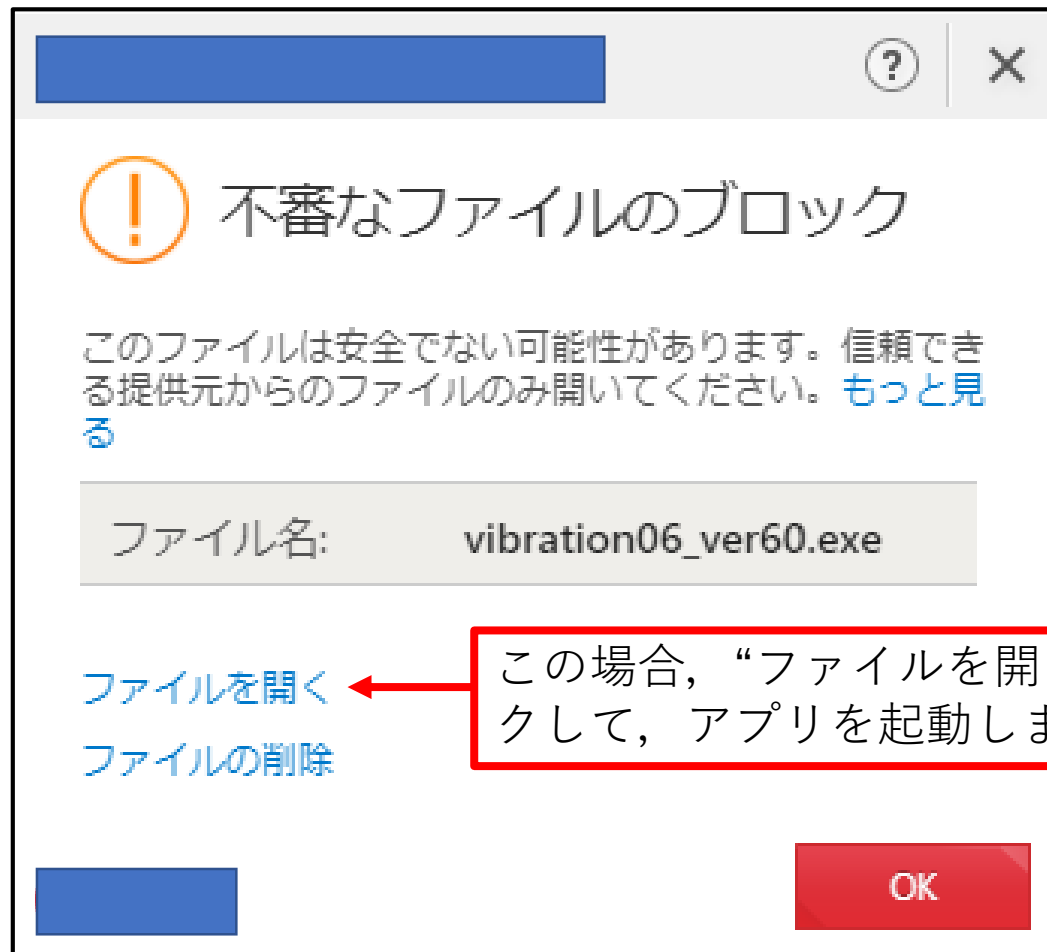 ?
不審なファイルのブロック
このファイルは安全でない可能性があります。信頼でき
る提供元からのファイルのみ開いてください。もっと見
る
ファイル名: vibration06_ver60.exe
ファイルを開く
この場合，“ファイルを開
クして，アプリを起動しま
ファイルの削除
OK